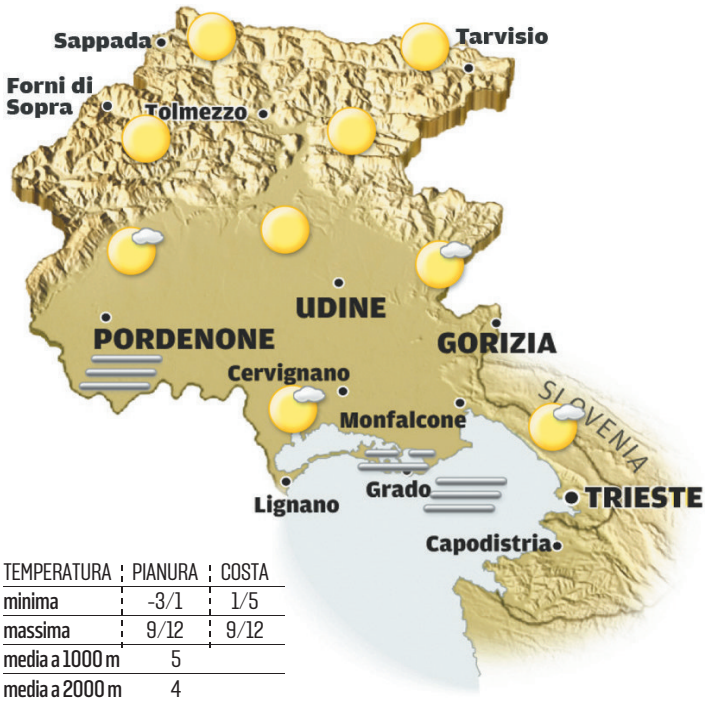 Sappada
Tarvisio
Forni di
Sopra
Tolmezzo
UDINE
PORDENONE
GORIZIA
Cervignano
SLOVENIA
Monfalcone
Grado
Lignano
TRIESTE
Capodistria
TEMPERATURA PIANURA COSTA
minima -3/1 1/5
massima 9/12 9/12
media a 1000 m 5
media a 2000 m 4